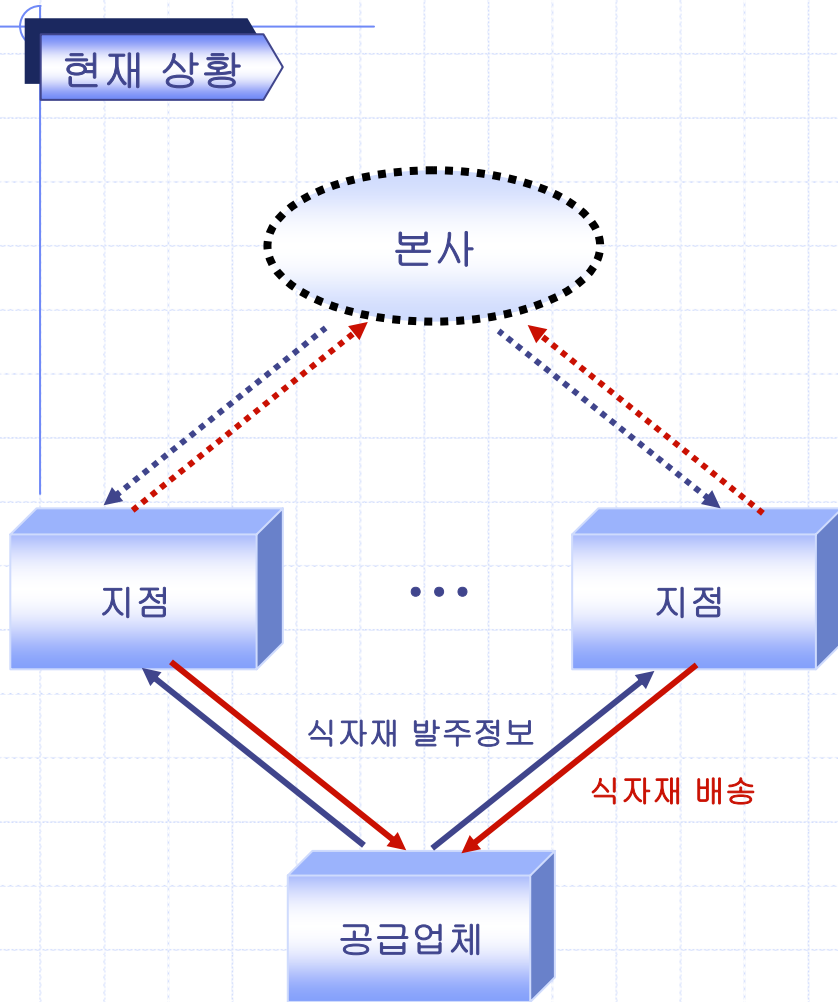 현재 상황
본사
지점
지점
식자재 발주정보
식자재 배송
공급업체